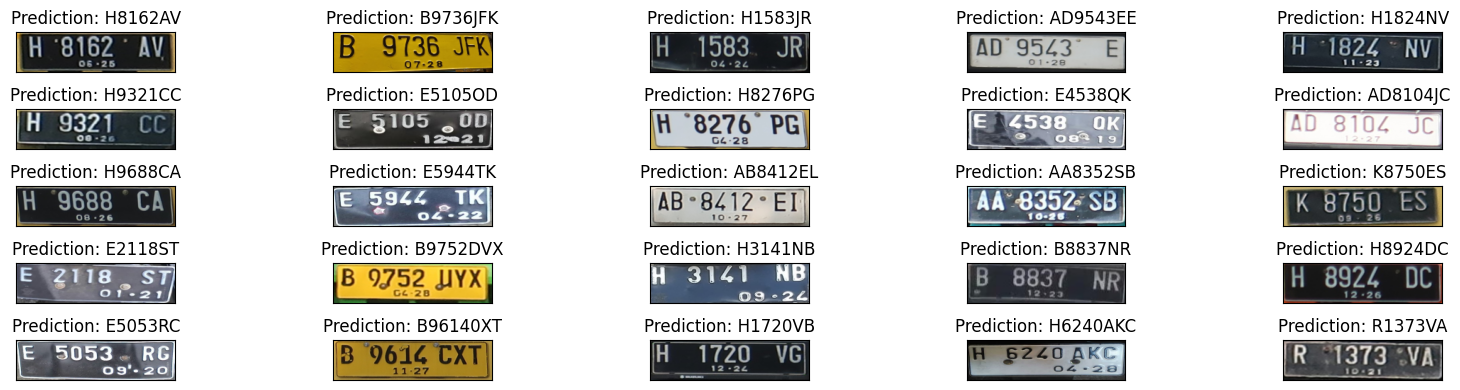 Prediction: H8162AV
Prediction: B9736JFK
Prediction: H1583JR
Prediction: AD9543EE
Prediction: H1824NV
H 8162 AV
06·25
B 9736 JFK
07·28
H 1583 JR
04·24
AD 9543 E
01·28
H 1824 NV
11·23
Prediction: H9321CC
Prediction: E5105OD
Prediction: H8276PG
Prediction: E4538QK
Prediction: AD8104JC
H 9321 CC
08·26
E 5105 OD
12·21
H 8276 PG
04·28
E 4538 QK
08·19
AD 8104 JC
12·27
Prediction: H9688CA
Prediction: E5944TK
Prediction: AB8412EL
Prediction: AA8352SB
Prediction: K8750ES
H 9688 CA
08·26
E 5944 TK
04·22
AB 8412 EI
10·27
AA 8352 SB
10·25
K 8750 ES
09·26
Prediction: E2118ST
Prediction: B9752DVX
Prediction: H3141NB
Prediction: B8837NR
Prediction: H8924DC
E 2118 ST
01·21
B 9752
04·28
H 3141 NB
09·24
B 8837 NR
12·23
H 8924 DC
12·26
Prediction: E5053RC
Prediction: B96140XT
Prediction: H1720VB
Prediction: H6240AKC
Prediction: R1373VA
E 5053 RG
09·20
B 9614 CXT
11·27
H 1720 VG
12·24
H 6240 AKC
04·28
R 1373 VA
10·21